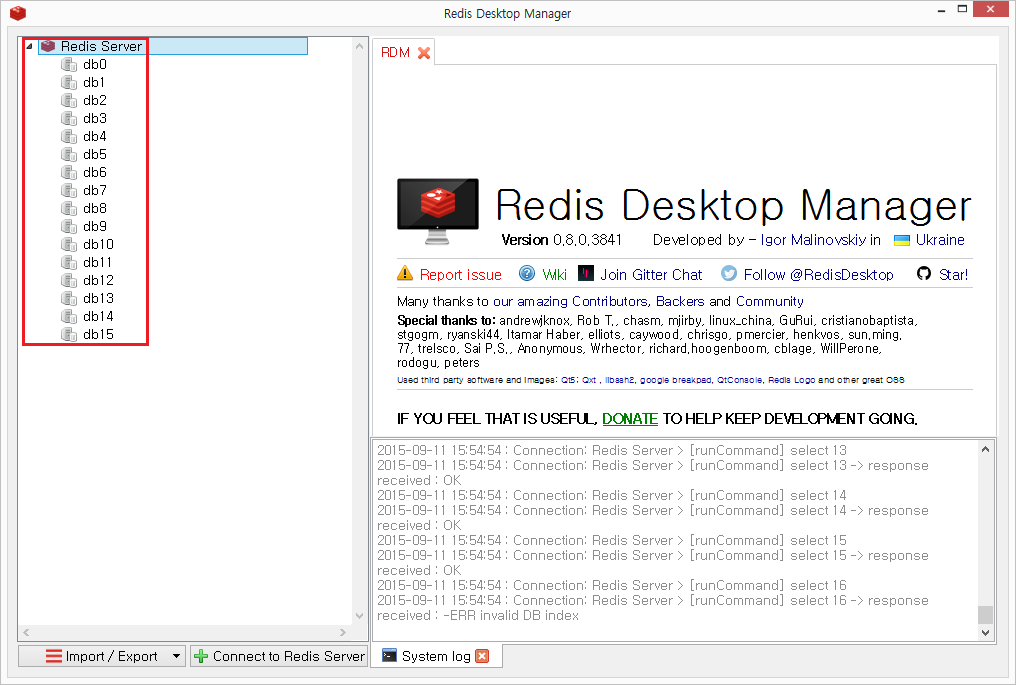 Redis Desktop Manager
Redis Server
db0
db1
db2
db3
db4
db5
db6
db7
db8
db9
db10
db11
db12
db13
db14
db15
Import / Export
Connect to Redis Server
RDM
Redis Desktop Manager
Version 0.8.0.3841 Developed by - Igor Malinovskiy in Ukraine
Report issue Wiki Join Gitter Chat Follow @RedisDesktop Star!
Many thanks to our amazing Contributors, Backers and Community
Special thanks to: andrewjknox, Rob T., chasm, mjirby, linux_china, GuRui, cristianobaptista,
stgogm, ryanski44, Itamar Haber, elliots, caywood, chrisgo, pmercier, henkvos, sun.ming,
77, trelsco, Sai P.S., Anonymous, Wrhector, richard.hoogenboom, cblage, WillPerone,
rodogu, peters
Used third party software and images: Qt5; Qxt , libssh2, google breakpad, QtConsole, Redis Logo and other great OSS
IF YOU FEEL THAT IS USEFUL, DONATE TO HELP KEEP DEVELOPMENT GOING.
2015-09-11 15:54:54 : Connection: Redis Server > [runCommand] select 13
2015-09-11 15:54:54 : Connection: Redis Server > [runCommand] select 13 -> response
received : OK
2015-09-11 15:54:54 : Connection: Redis Server > [runCommand] select 14
2015-09-11 15:54:54 : Connection: Redis Server > [runCommand] select 14 -> response
received : OK
2015-09-11 15:54:54 : Connection: Redis Server > [runCommand] select 15
2015-09-11 15:54:54 : Connection: Redis Server > [runCommand] select 15 -> response
received : OK
2015-09-11 15:54:54 : Connection: Redis Server > [runCommand] select 16
2015-09-11 15:54:54 : Connection: Redis Server > [runCommand] select 16 -> response
received : -ERR invalid DB index
System log